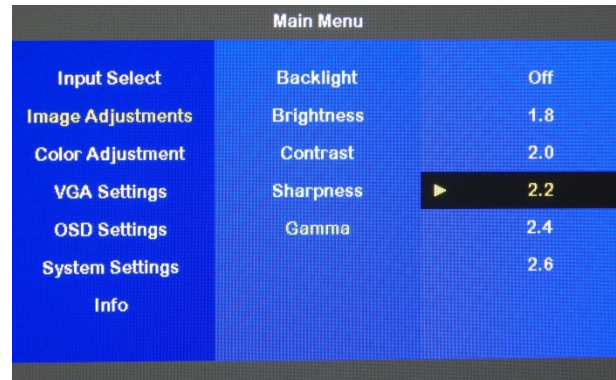 Main Menu
Input Select
Image Adjustments
Color Adjustment
VGA Settings
OSD Settings
System Settings
Info
Backlight
Brightness
Contrast
Sharpness
Gamma
Off
1.8
2.0
2.2
2.4
2.6